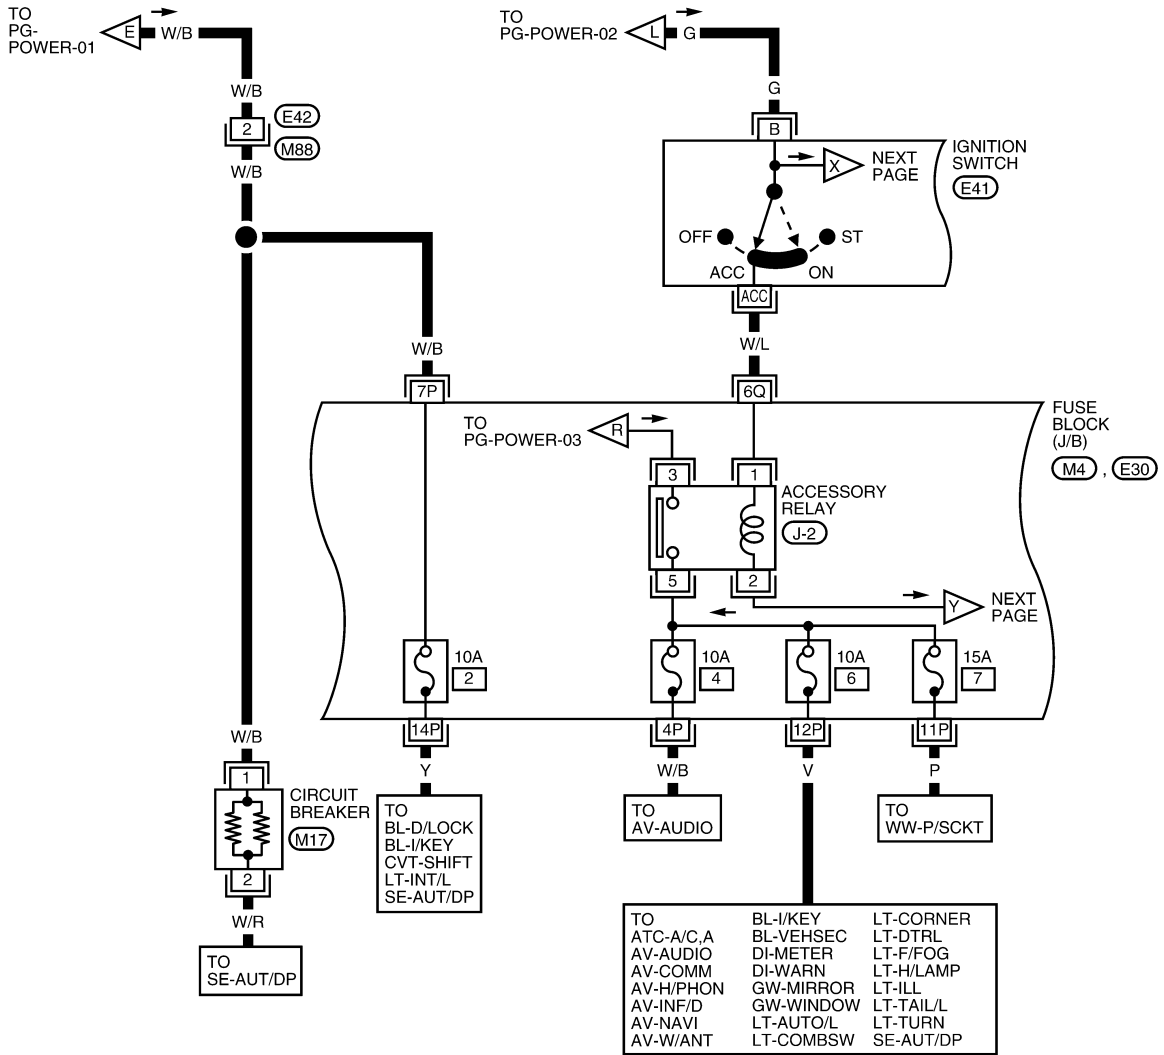 TO
PG-
POWER-01
E
W/B
W/B
2
E42
M88
W/B
TO
PG-POWER-02
L
G
G
B
X
NEXT
PAGE
IGNITION
SWITCH
E41
OFF
ST
ACC
ON
ACC
W/L
W/B
7P
6Q
TO
PG-POWER-03
R
3
1
FUSE
BLOCK
(J/B)
M4 , E30
ACCESSORY
RELAY
J-2
5
2
Y
NEXT
PAGE
10A
2
10A
4
10A
6
15A
7
14P
4P
12P
11P
W/B
Y
W/B
V
P
1
CIRCUIT
BREAKER
M17
2
W/R
TO
SE-AUT/DP
TO
BL-D/LOCK
BL-I/KEY
CVT-SHIFT
LT-INT/L
SE-AUT/DP
TO
AV-AUDIO
TO
WW-P/SCKT
TO
ATC-A/C,A
AV-AUDIO
AV-COMM
AV-H/PHON
AV-INF/D
AV-NAVI
AV-W/ANT
BL-I/KEY
BL-VEHSEC
DI-METER
DI-WARN
GW-MIRROR
GW-WINDOW
LT-AUTO/L
LT-COMBSW
LT-CORNER
LT-DTRL
LT-F/FOG
LT-H/LAMP
LT-ILL
LT-TAIL/L
LT-TURN
SE-AUT/DP